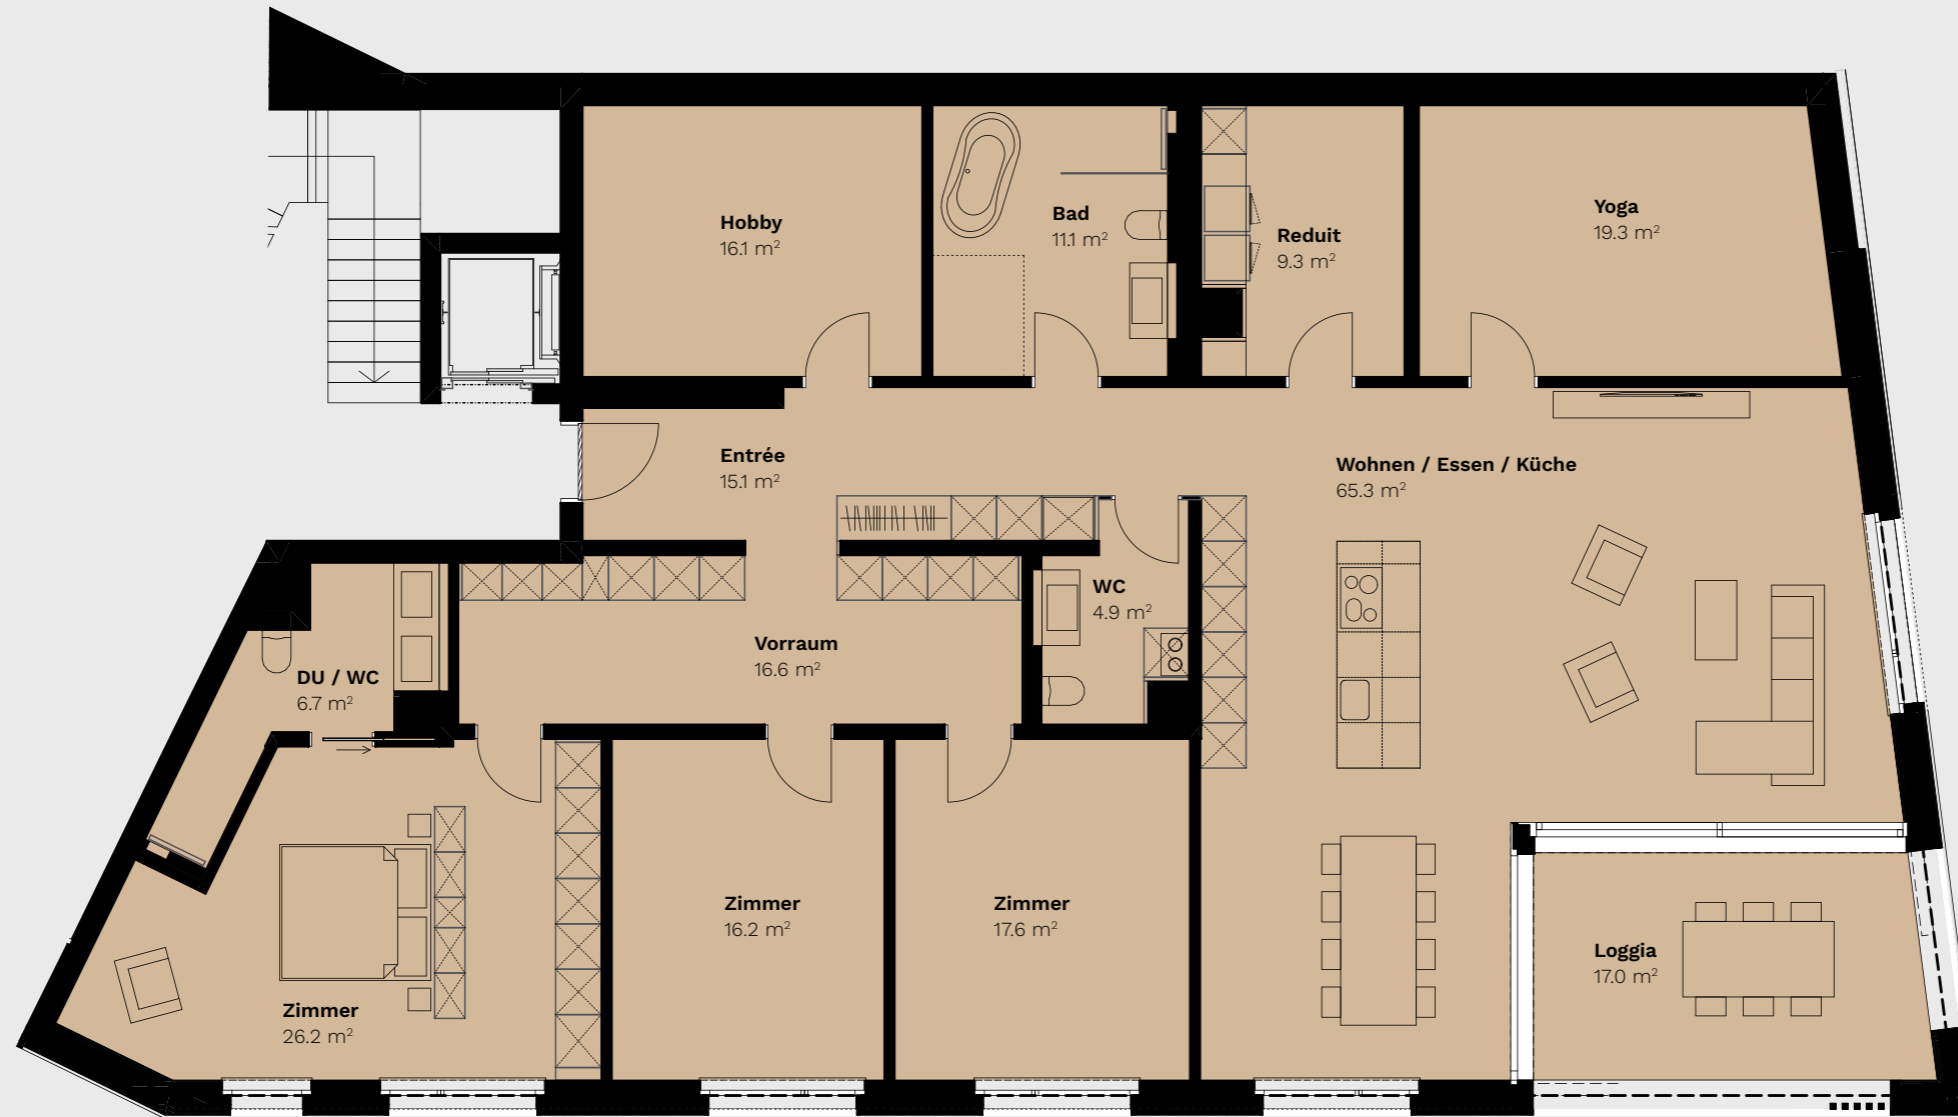 Hobby
16.1 m²
Bad
11.1 m²
Reduit
9.3 m²
Yoga
19.3 m²
Entrée
15.1 m²
Wohnen / Essen / Küche
65.3 m²
WC
4.9 m²
Vorraum
16.6 m²
DU / WC
6.7 m²
Zimmer
16.2 m²
Zimmer
17.6 m²
Loggia
17.0 m²
Zimmer
26.2 m²